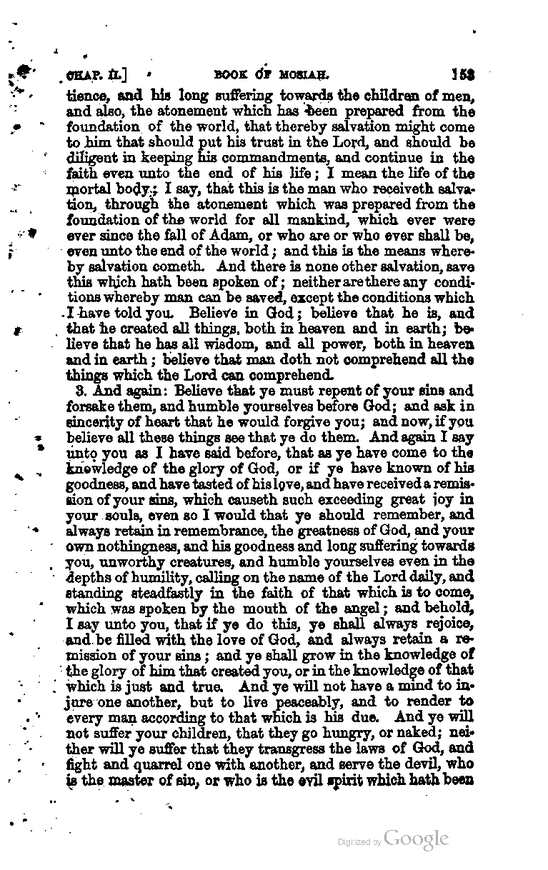 CHAP. II.] BOOK OF MOSIAH. 153
tience, and his long suffering towards the children of men,
and also, the atonement which has been prepared from the
foundation of the world, that thereby salvation might come
to him that should put his trust in the Lord, and should be
diligent in keeping his commandments, and continue in the
faith even unto the end of his life; I mean the life of the
mortal body; I say, that this is the man who receiveth salva-
tion, through the atonement which was prepared from the
foundation of the world for all mankind, which ever were
ever since the fall of Adam, or who are or who ever shall be,
even unto the end of the world; and this is the means where-
by salvation cometh. And there is none other salvation, save
this which hath been spoken of; neither are there any condi-
tions whereby man can be saved, except the conditions which
I have told you. Believe in God; believe that he is, and
that he created all things, both in heaven and in earth; be-
lieve that he has all wisdom, and all power, both in heaven
and in earth; believe that man doth not comprehend all the
things which the Lord can comprehend.
3. And again: Believe that ye must repent of your sins and
forsake them, and humble yourselves before God; and ask in
sincerity of heart that he would forgive you; and now, if you
believe all these things see that ye do them. And again I say
unto you as I have said before, that as ye have come to the
knewledge of the glory of God, or if ye have known of his
goodness, and have tasted of his love, and have received a remis-
sion of your sins, which causeth such exceeding great joy in
your souls, even so I would that ye should remember, and
always retain in remembrance, the greatness of God, and your
own nothingness, and his goodness and long suffering towards
you, unworthy creatures, and humble yourselves even in the
depths of humility, calling on the name of the Lord daily, and
standing steadfastly in the faith of that which is to come,
which was spoken by the mouth of the angel; and behold,
I say unto you, that if ye do this, ye shall always rejoice,
and be filled with the love of God, and always retain a re-
mission of your sins; and ye shall grow in the knowledge of
the glory of him that created you, or in the knowledge of that
which is just and true. And ye will not have a mind to in-
jure one another, but to live peaceably, and to render to
every man according to that which is his due. And ye will
not suffer your children, that they go hungry, or naked; nei-
ther will ye suffer that they transgress the laws of God, and
fight and quarrel one with another, and serve the devil, who
is the master of sin, or who is the evil spirit which hath been
Digitized by Google